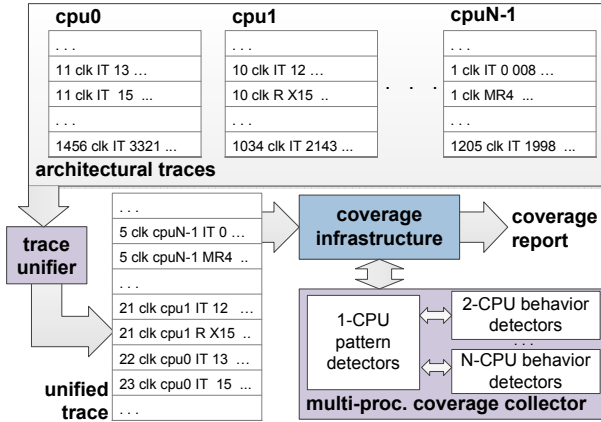 cpu0
cpu1
cpuN-1
. . .
11 clk IT 13 ...
11 clk IT 15 ..
...
1456 clk IT 3321 ...
. . .
10 clk IT 12 ...
10 clk R X15 ..
...
1034 clk IT 2143 ...
. . . .
. . .
1 clk IT 0 008 ...
1 clk MR4 ...
...
1205 clk IT 1998 ...
architectural traces
trace
unifier
. . .
5 clk cpuN-1 IT 0 ...
5 clk cpuN-1 MR4 ..
. . .
21 clk cpu1 IT 12 ...
21 clk cpu1 R X15 ..
22 clk cpu0 IT 13 ...
23 clk cpu0 IT 15 ...
. . .
unified
trace
coverage
infrastructure
coverage
report
1-CPU
pattern
detectors
2-CPU behavior
detectors
. . .
N-CPU behavior
detectors
multi-proc. coverage collector